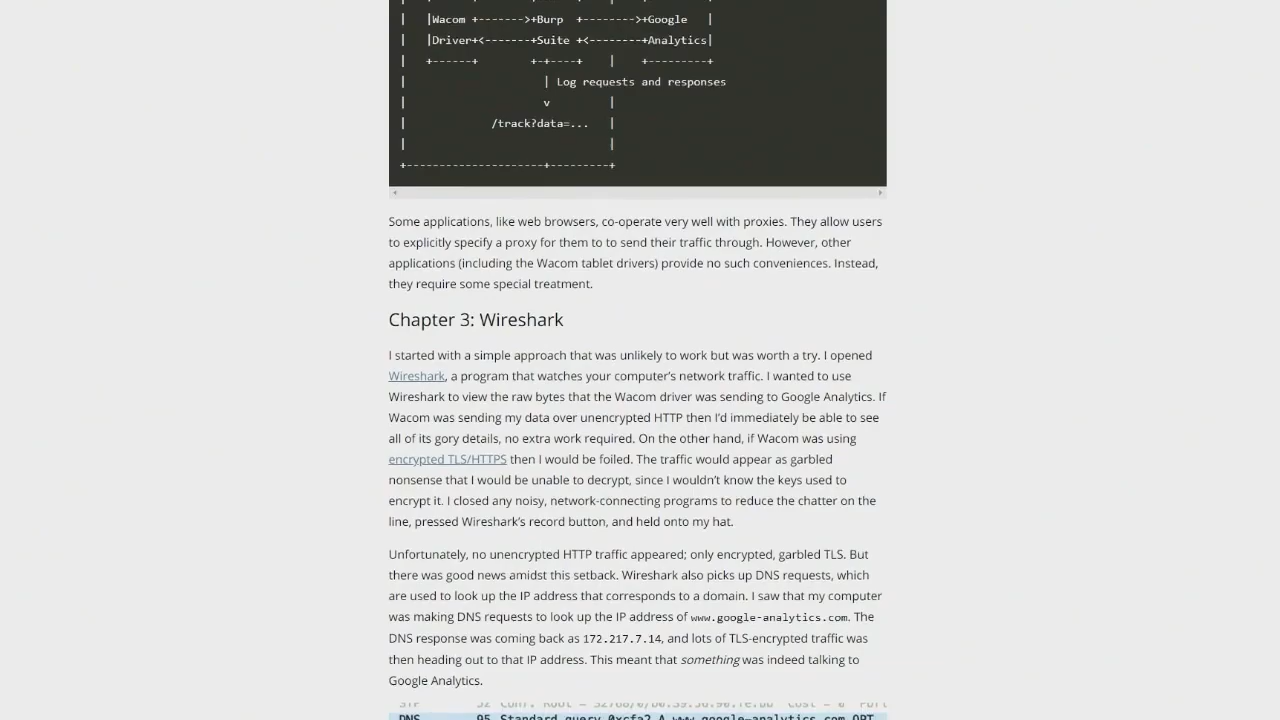 | |Wacom +------->+Burp +------->+Google |
| |Driver+<-------+Suite +<--------+Analytics|
| +------+ +-+----+ | +---------+
| | Log requests and responses
| v |
| /track?data=... |
| |
+---------------------+---------+
Some applications, like web browsers, co-operate very well with proxies. They allow users
to explicitly specify a proxy for them to to send their traffic through. However, other
applications (including the Wacom tablet drivers) provide no such conveniences. Instead,
they require some special treatment.
Chapter 3: Wireshark
I started with a simple approach that was unlikely to work but was worth a try. I opened
Wireshark, a program that watches your computer’s network traffic. I wanted to use
Wireshark to view the raw bytes that the Wacom driver was sending to Google Analytics. If
Wacom was sending my data over unencrypted HTTP then I’d immediately be able to see
all of its gory details, no extra work required. On the other hand, if Wacom was using
encrypted TLS/HTTPS then I would be foiled. The traffic would appear as garbled
nonsense that I would be unable to decrypt, since I wouldn’t know the keys used to
encrypt it. I closed any noisy, network-connecting programs to reduce the chatter on the
line, pressed Wireshark’s record button, and held onto my hat.
Unfortunately, no unencrypted HTTP traffic appeared; only encrypted, garbled TLS. But
there was good news amidst this setback. Wireshark also picks up DNS requests, which
are used to look up the IP address that corresponds to a domain. I saw that my computer
was making DNS requests to look up the IP address of www.google-analytics.com. The
DNS response was coming back as 172.217.7.14, and lots of TLS-encrypted traffic was
then heading out to that IP address. This meant that something was indeed talking to
Google Analytics.
DNS 95 Standard query 0xcfa2 A www.google-analytics.com OPT